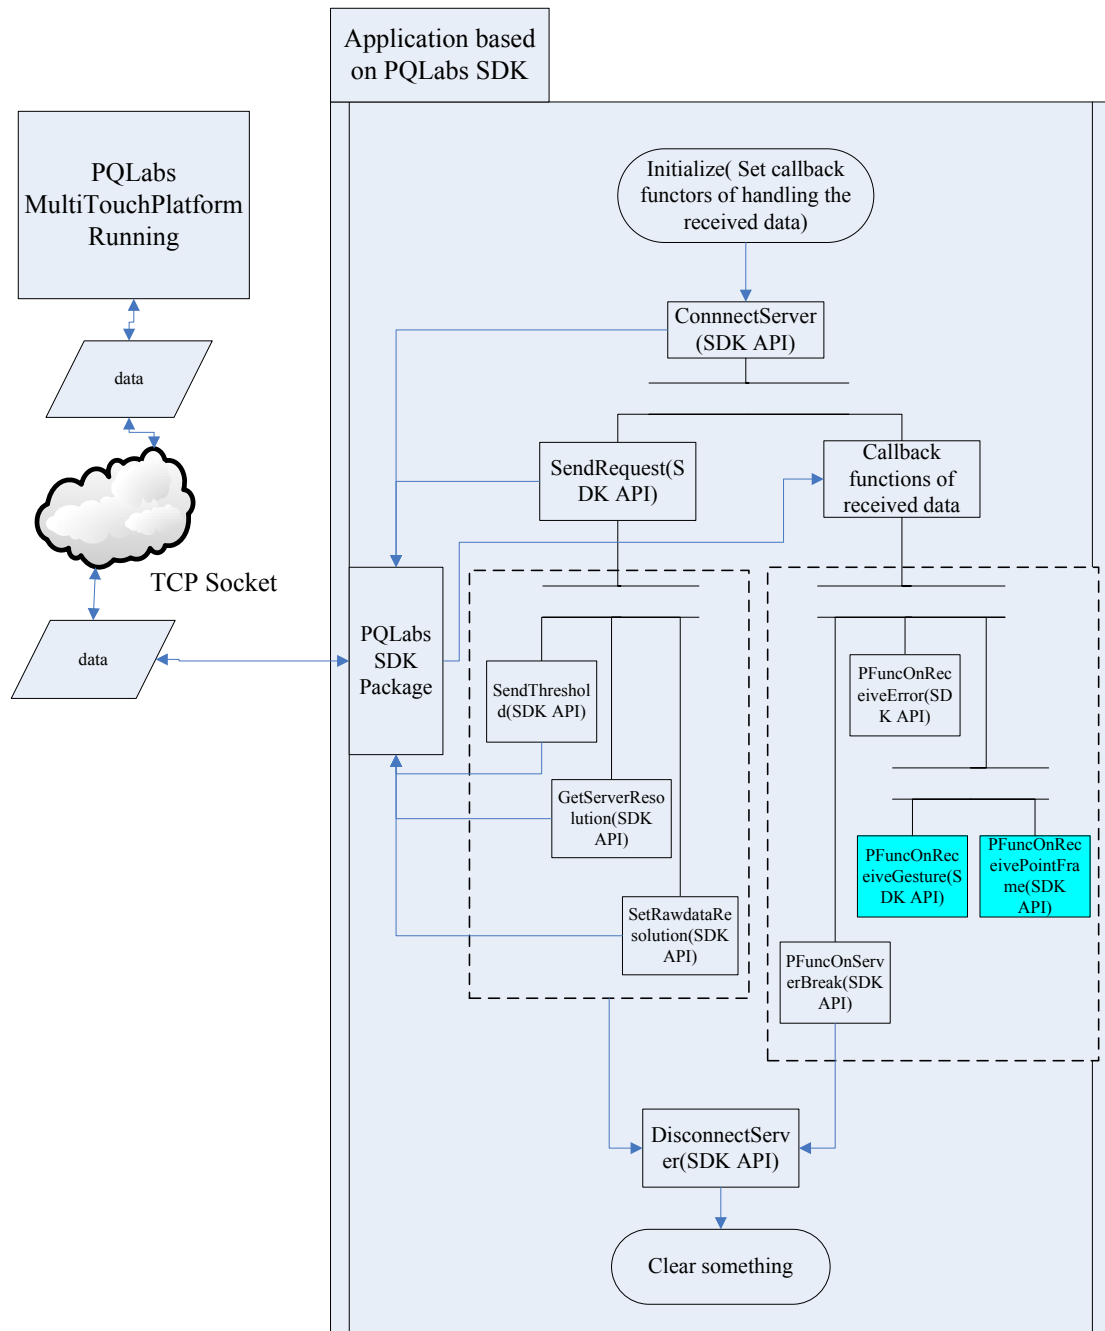 Application based
on PQLabs SDK
PQLabs
MultiTouchPlatform
Running
data
TCP Socket
data
Initialize( Set callback
functors of handling the
received data)
ConnnectServer
(SDK API)
SendRequest(S
DK API)
Callback
functions of
received data
PQLabs
SDK
Package
SendThreshol
d(SDK API)
GetServerReso
lution(SDK
API)
SetRawdataRe
solution(SDK
API)
PFuncOnRec
eiveError(SD
K API)
PFuncOnRec
eiveGesture(S
DK API)
PFuncOnRec
eivePointFra
me(SDK
API)
PFuncOnServ
erBreak(SDK
API)
DisconnectServ
er(SDK API)
Clear something